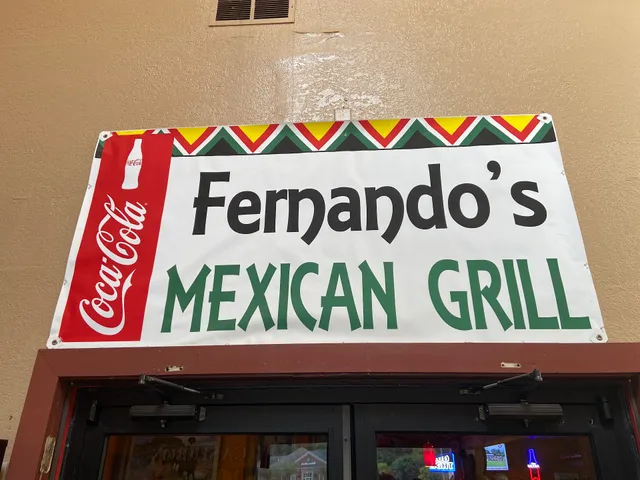 Fernando's
MEXICAN GRILL
Coca-Cola